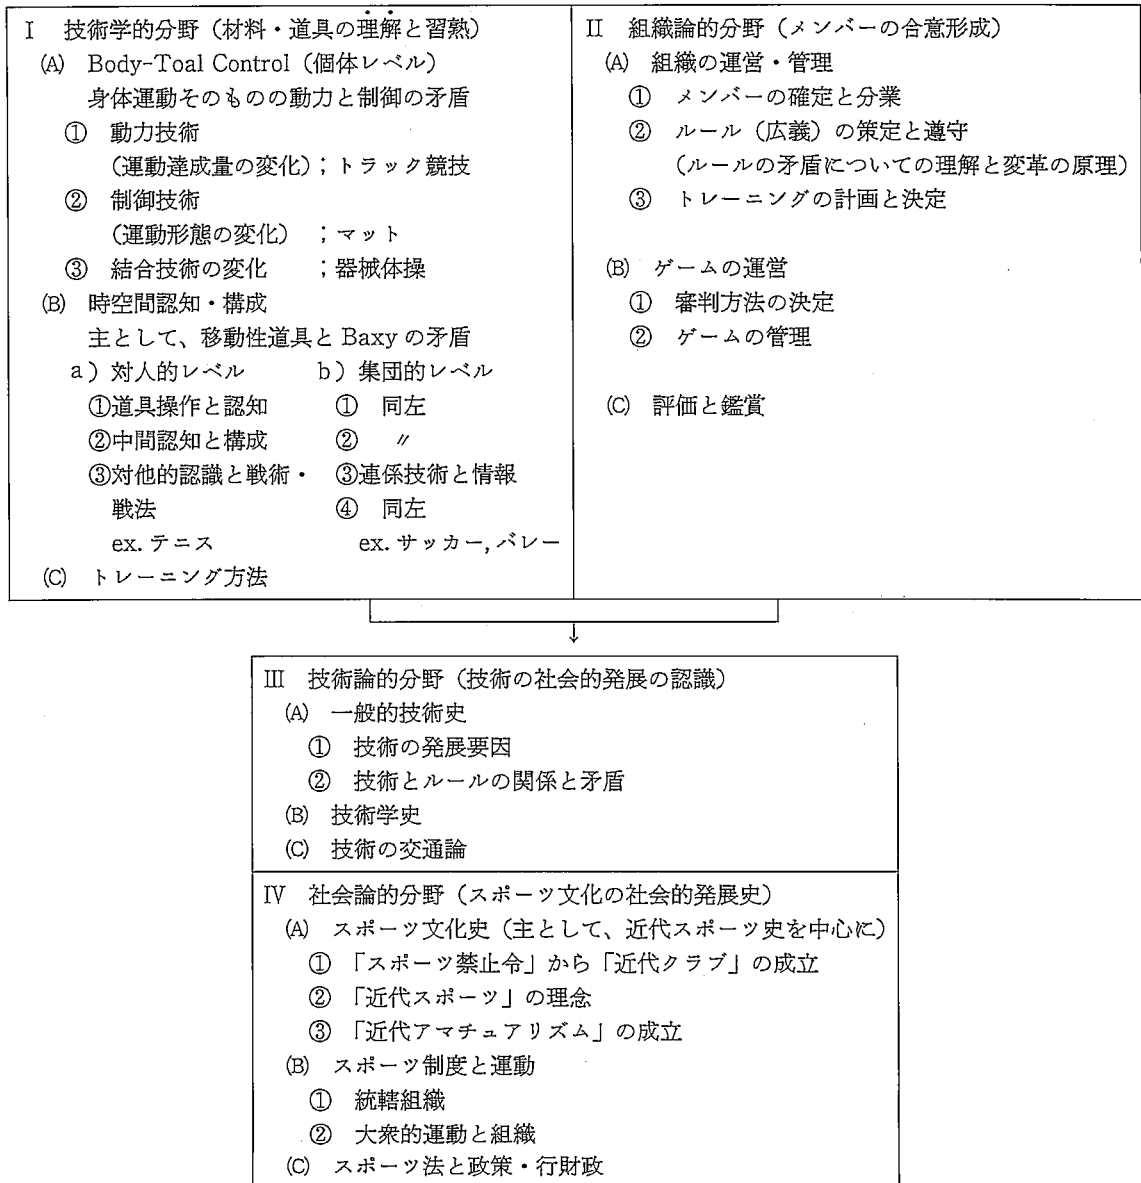 I 技術学的分野（材料・道具の理解と習熟）
(A) Body-Toal Control（個体レベル）
身体運動そのものの動力と制御の矛盾
① 動力技術
(運動達成量の変化)；トラック競技
② 制御技術
(運動形態の変化) ；マット
③ 結合技術の変化 ；器械体操
(B) 時空間認知・構成
主として、移動性道具と Baxy の矛盾
a）対人的レベル b）集団的レベル
①道具操作と認知 ① 同左
②中間認知と構成 ② 〃
③対他的認識と戦術・ ③連係技術と情報
戦法 ④ 同左
ex. テニス ex. サッカー, バレー
(C) トレーニング方法
II 組織論的分野（メンバーの合意形成）
(A) 組織の運営・管理
① メンバーの確定と分業
② ルール（広義）の策定と遵守
(ルールの矛盾についての理解と変革の原理)
③ トレーニングの計画と決定
(B) ゲームの運営
① 審判方法の決定
② ゲームの管理
(C) 評価と鑑賞
↓
III 技術論的分野（技術の社会的発展の認識）
(A) 一般的技術史
① 技術の発展要因
② 技術とルールの関係と矛盾
(B) 技術学史
(C) 技術の交通論
IV 社会論的分野（スポーツ文化の社会的発展史）
(A) スポーツ文化史（主として、近代スポーツ史を中心に）
① 「スポーツ禁止令」から「近代クラブ」の成立
② 「近代スポーツ」の理念
③ 「近代アマチュアリズム」の成立
(B) スポーツ制度と運動
① 統轄組織
② 大衆的運動と組織
(C) スポーツ法と政策・行財政